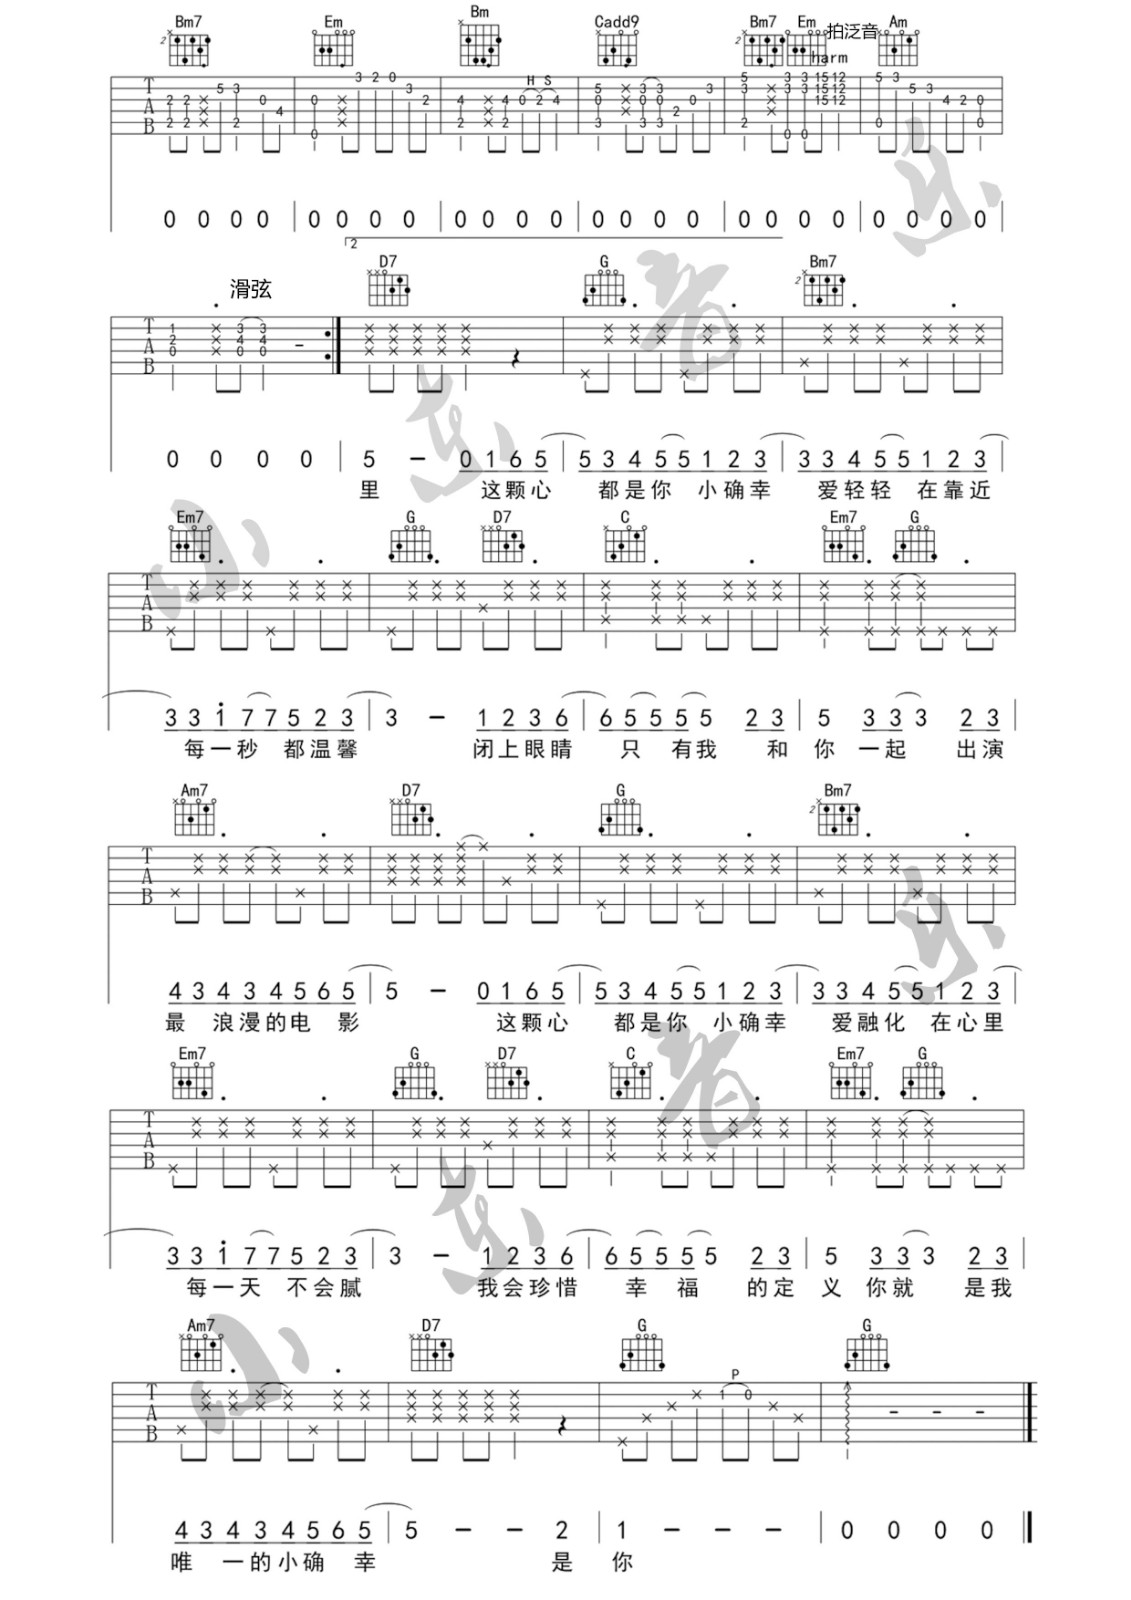 Bm7 Em Bm Cadd9 Bm7 Em 拍泛音 Am
harm
H S
T A B
0 0 0 0 0 0 0 0 0 0 0 0 0 0 0 0 0 0 0 0 0 0 0 0
2
滑弦 D7 G Bm7
T A B
0 0 0 0 5 - 0 1 6 5 5 3 4 5 5 1 2 3 3 3 4 5 5 1 2 3
里 这颗心 都是你 小确幸 爱轻轻 在靠近
Em7 G D7 C Em7 G
T A B
3 3 1 7 7 5 2 3 3 - 1 2 3 6 6 5 5 5 5 2 3 5 3 3 3 2 3
每一秒 都温馨 闭上眼睛 只 有我 和 你 一起 出演
Am7 D7 G Bm7
T A B
4 3 4 3 4 5 6 5 5 - 0 1 6 5 5 3 4 5 5 1 2 3 3 3 4 5 5 1 2 3
最 浪漫的电 影 这颗心 都是你 小确幸 爱融化 在心里
Em7 G D7 C Em7 G
T A B
3 3 1 7 7 5 2 3 3 - 1 2 3 6 6 5 5 5 5 2 3 5 3 3 3 2 3
每一天 不会腻 我会珍惜 幸 福 的定 义 你就 是我
Am7 D7 G G
P
T A B
4 3 4 3 4 5 6 5 5 - - 2 1 - - - 0 0 0 0
唯 一的小确 幸 是 你